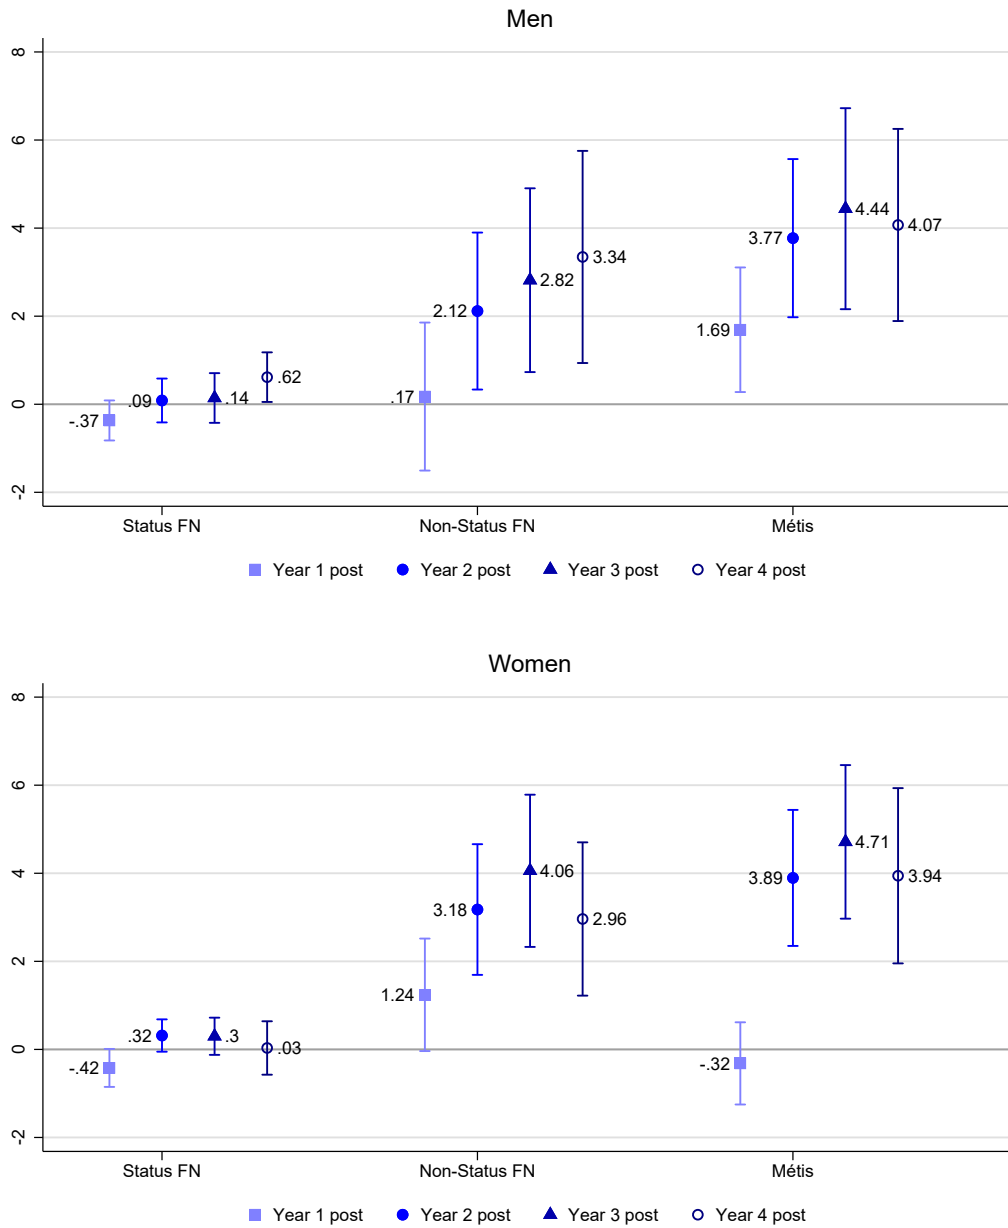 Men
8
6
4
2
0
-2
-.37
.09
.14
.62
.17
2.12
2.82
3.34
1.69
3.77
4.44
4.07
Status FN
Non-Status FN
Métis
Year 1 post
Year 2 post
Year 3 post
Year 4 post
Women
8
6
4
2
0
-2
-.42
.32
.3
.03
1.24
3.18
4.06
2.96
-.32
3.89
4.71
3.94
Status FN
Non-Status FN
Métis
Year 1 post
Year 2 post
Year 3 post
Year 4 post